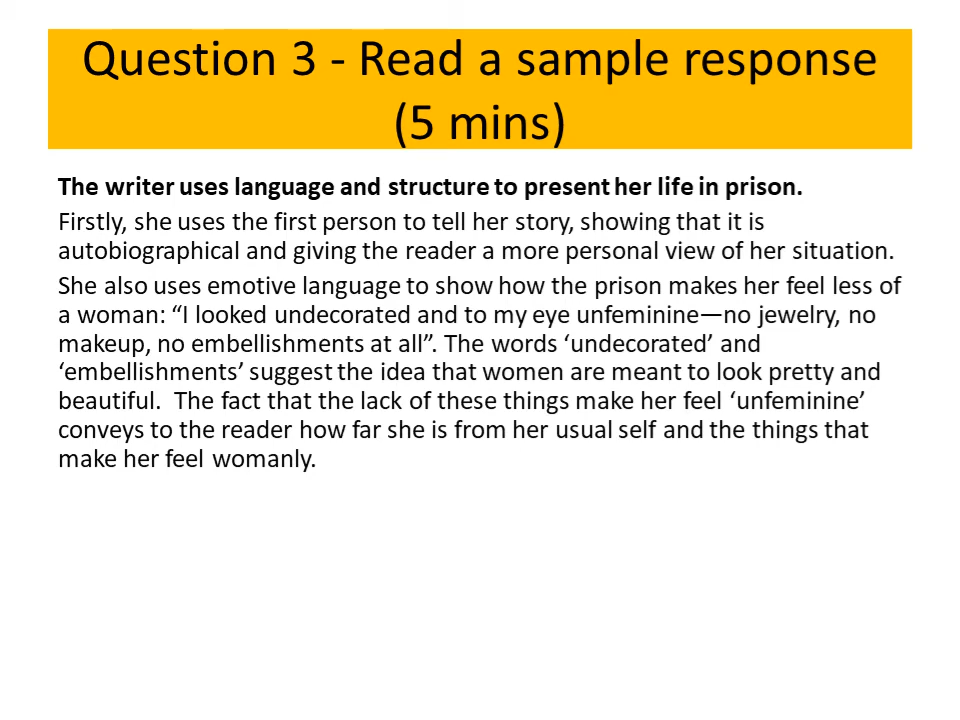 Question 3 - Read a sample response
(5 mins)
The writer uses language and structure to present her life in prison.
Firstly, she uses the first person to tell her story, showing that it is
autobiographical and giving the reader a more personal view of her situation.
She also uses emotive language to show how the prison makes her feel less of
a woman: “I looked undecorated and to my eye unfeminine—no jewelry, no
makeup, no embellishments at all”. The words ‘undecorated’ and
‘embellishments’ suggest the idea that women are meant to look pretty and
beautiful.  The fact that the lack of these things make her feel ‘unfeminine’
conveys to the reader how far she is from her usual self and the things that
make her feel womanly.